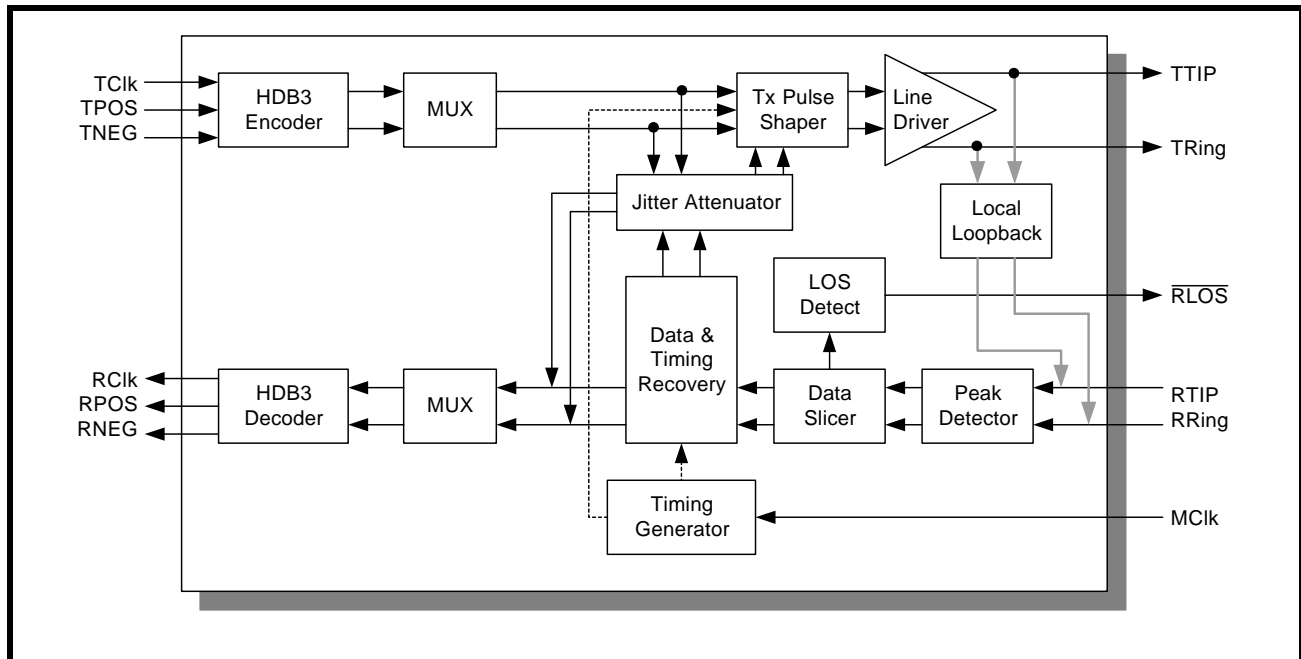 TClk
TPOS
TNEG
HDB3
Encoder
MUX
Tx Pulse
Shaper
Line
Driver
TTIP
TRing
Jitter Attenuator
Local
Loopback
LOS
Detect
RLOS
Data &
Timing
Recovery
RClk
RPOS
RNEG
HDB3
Decoder
MUX
Data
Slicer
Peak
Detector
RTIP
RRing
Timing
Generator
MClk